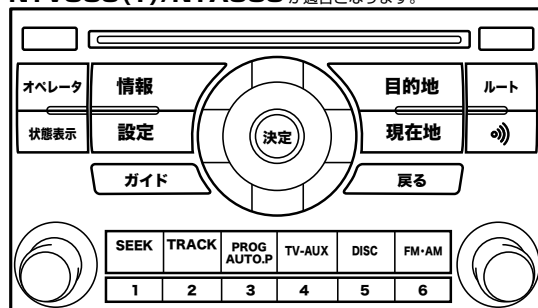 が適合となります。
オペレータ 情報 目的地 ルート
状態表示 設定 決定 現在地
ガイド 戻る
SEEK TRACK PROG AUTO.P TV-AUX DISC FM・AM
1 2 3 4 5 6